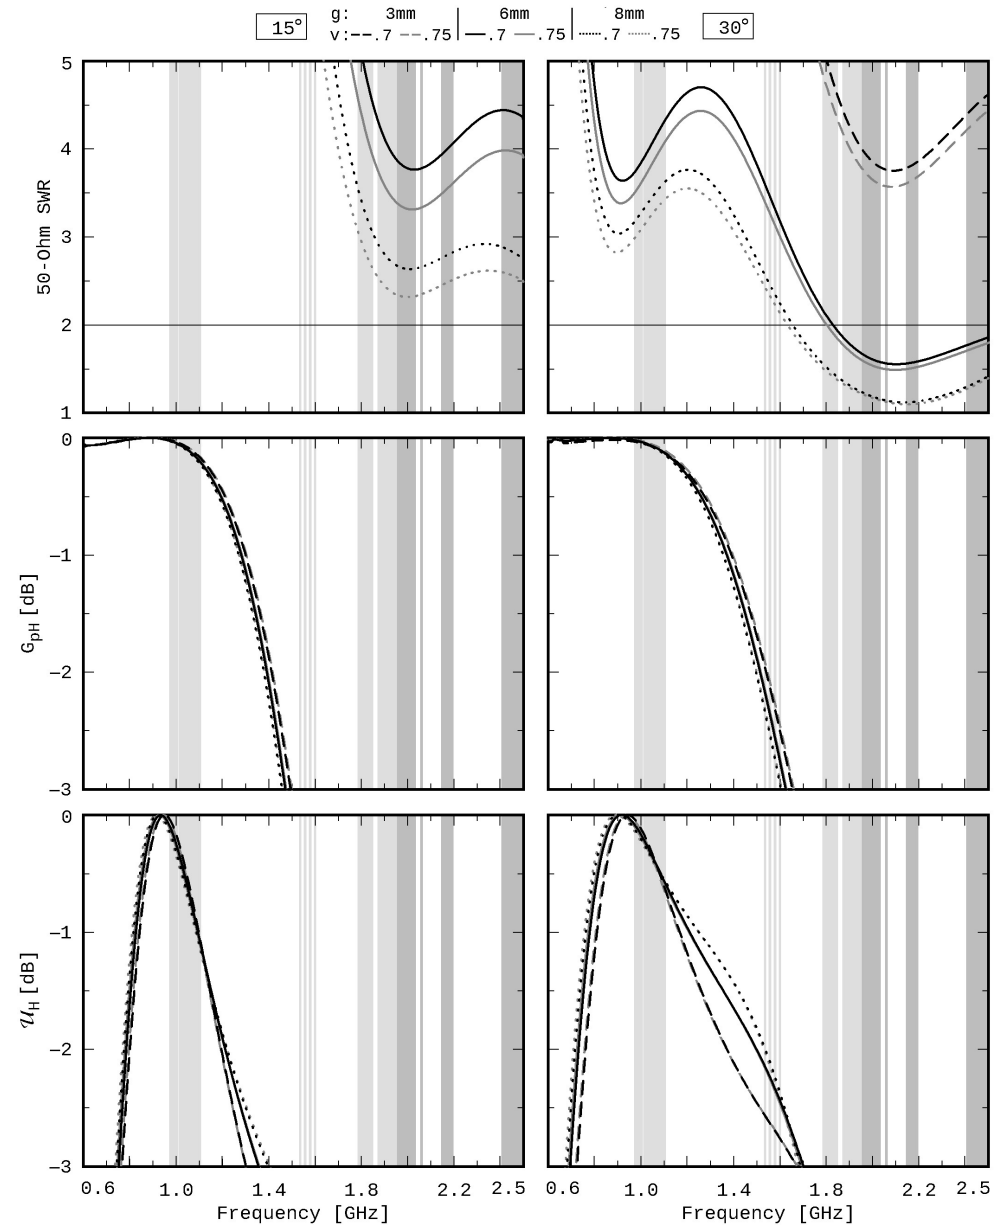 15° g: 3mm 6mm 8mm 30°
v: .7 .75 .7 .75 .7 .75
5
4
3
2
1
50-Ohm SWR
0
−1
−2
−3
GpH [dB]
0
−1
−2
−3
𝒰H [dB]
0.6 1.0 1.4 1.8 2.2 2.5 0.6 1.0 1.4 1.8 2.2 2.5
Frequency [GHz] Frequency [GHz]